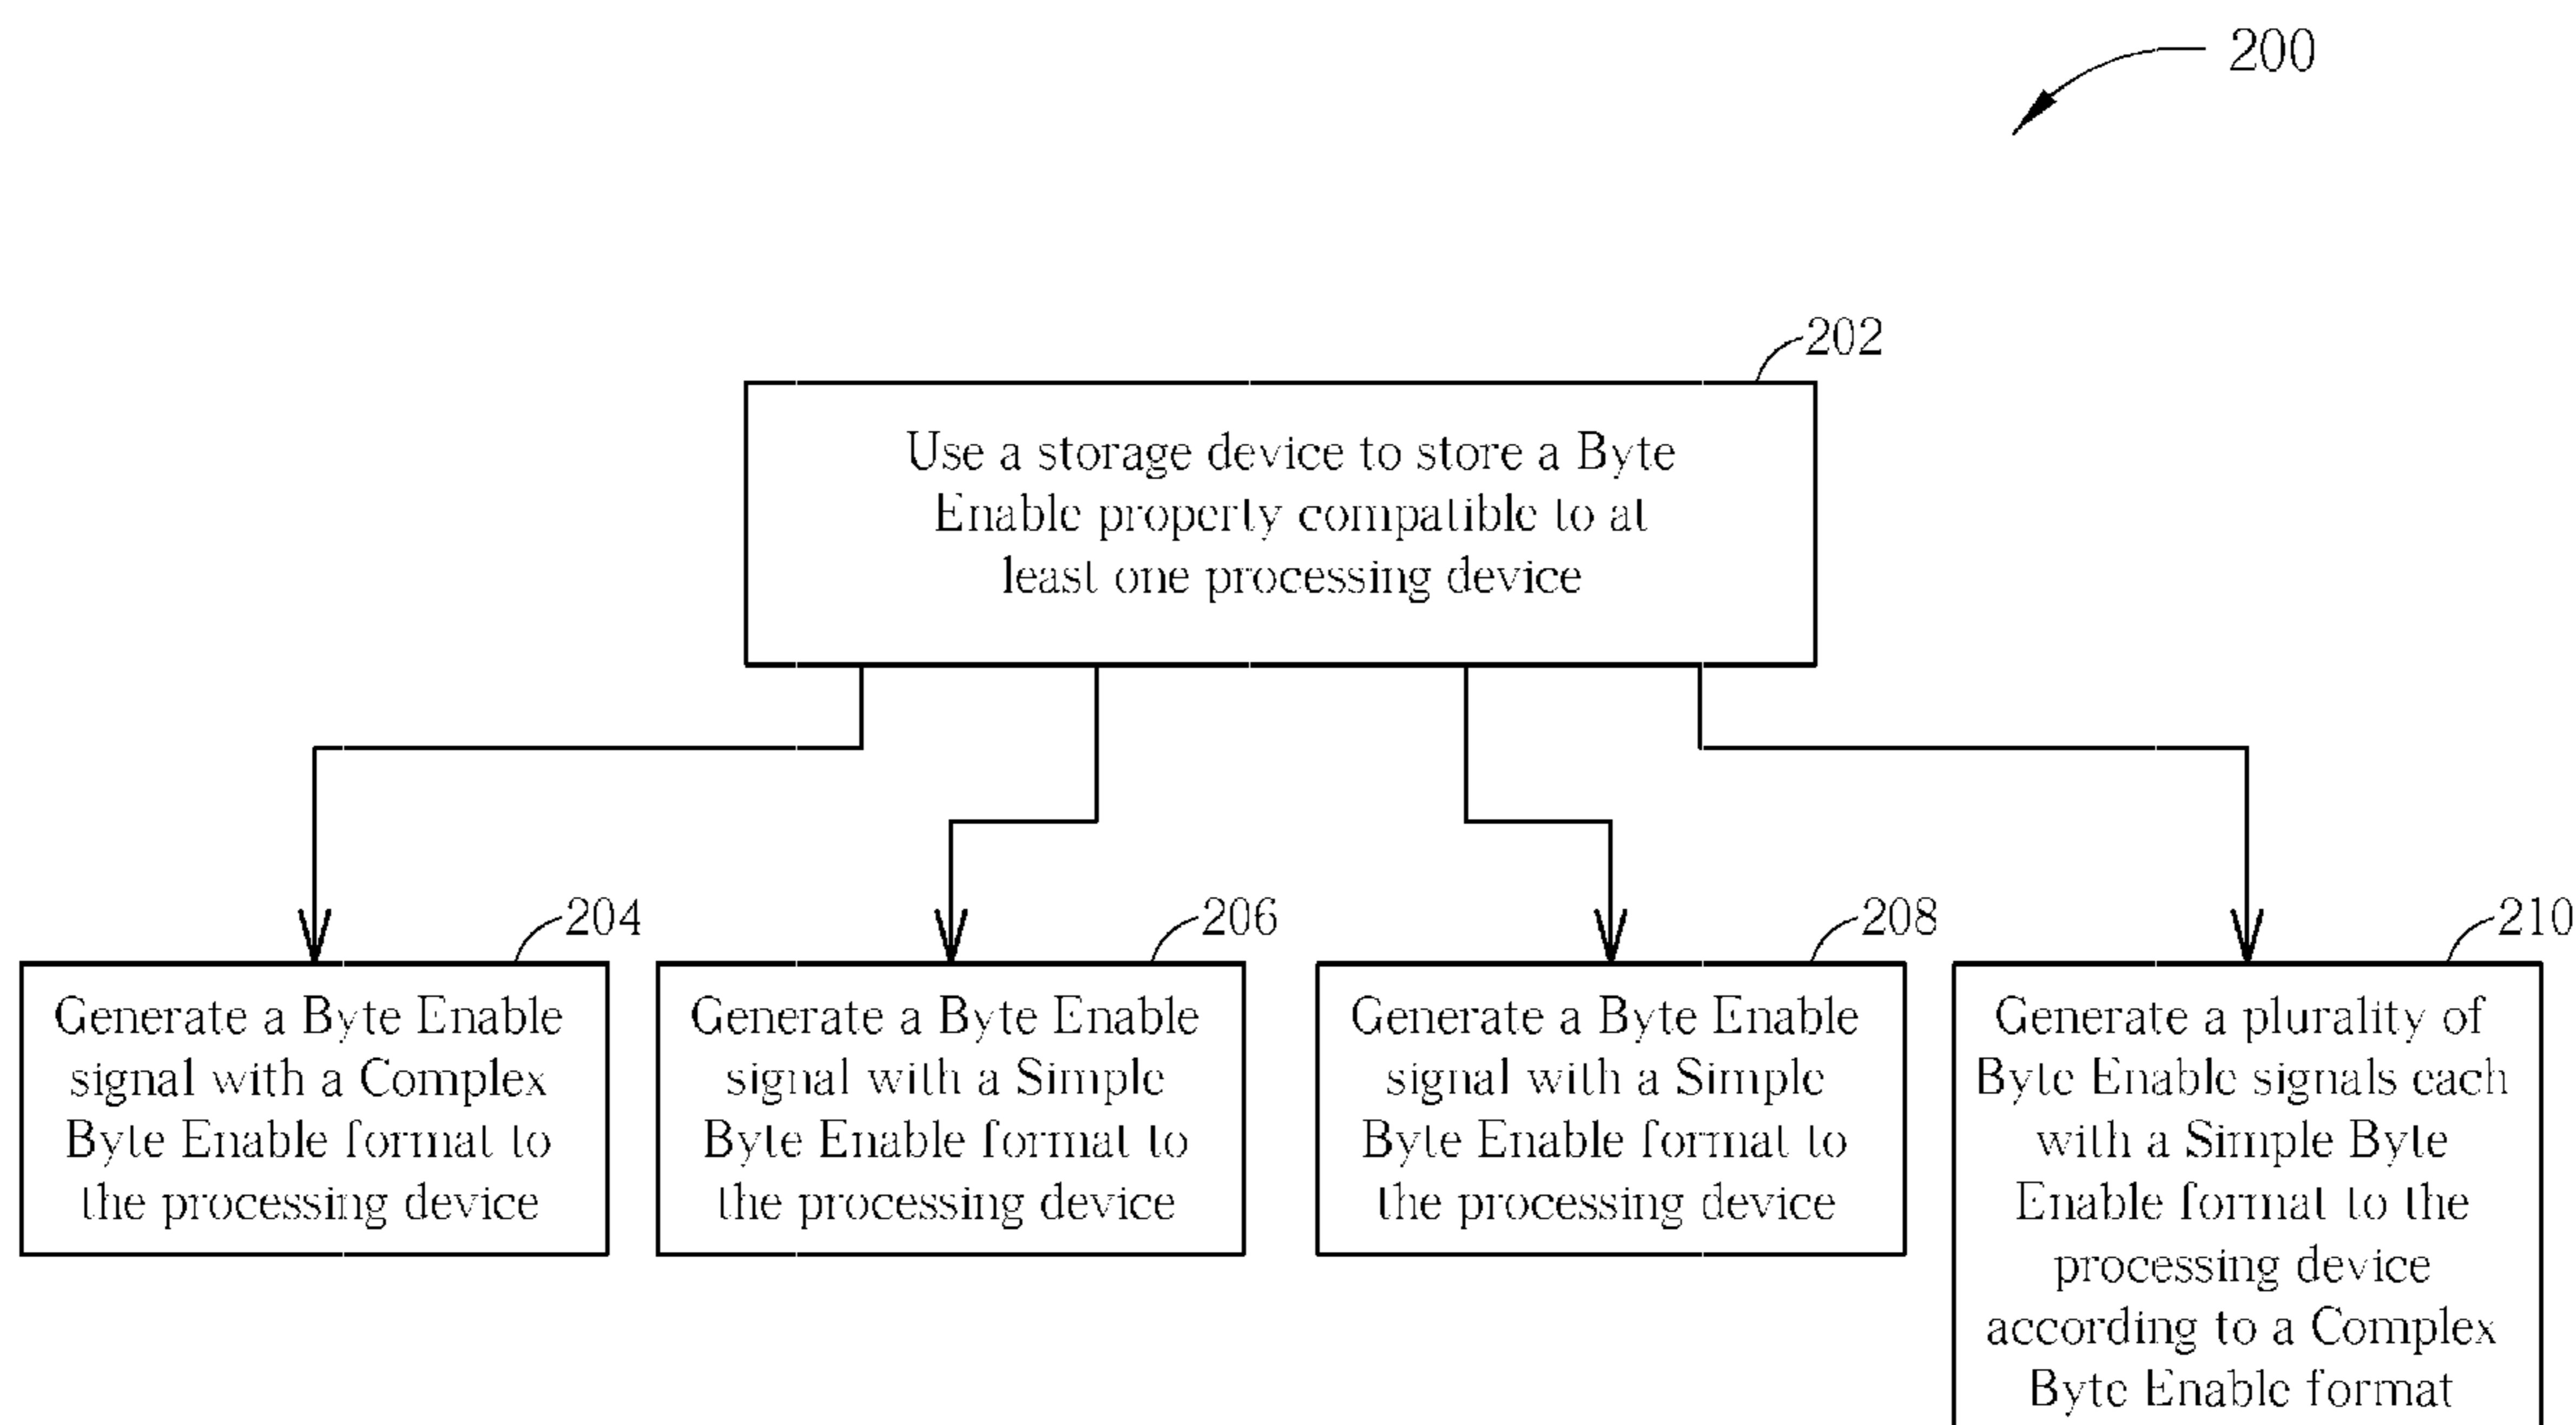 200
202
Use a storage device to store a Byte
Enable property compatible to at
least one processing device
204
Generate a Byte Enable
signal with a Complex
Byte Enable format to
the processing device
206
Generate a Byte Enable
signal with a Simple
Byte Enable format to
the processing device
208
Generate a Byte Enable
signal with a Simple
Byte Enable format to
the processing device
210
Generate a plurality of
Byte Enable signals each
with a Simple Byte
Enable format to the
processing device
according to a Complex
Byte Enable format